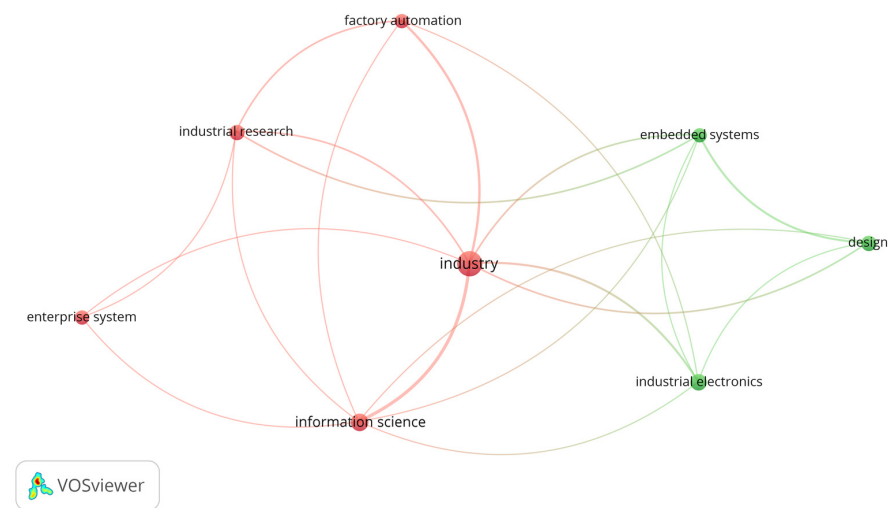 factory automation
industrial research
embedded systems
design
industry
enterprise system
industrial electronics
information science
VOSviewer